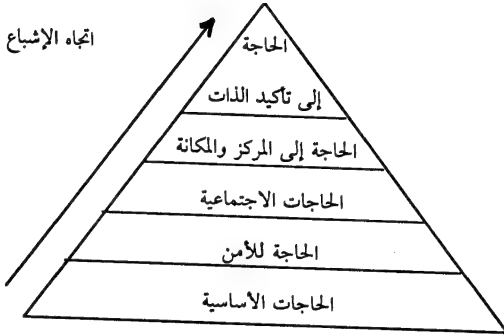 اتجاه الإشباع
الحاجة
إلى تأكيد الذات
الحاجة إلى المركز والمكانة
الحاجات الاجتماعية
الحاجة للأمن
الحاجات الأساسية